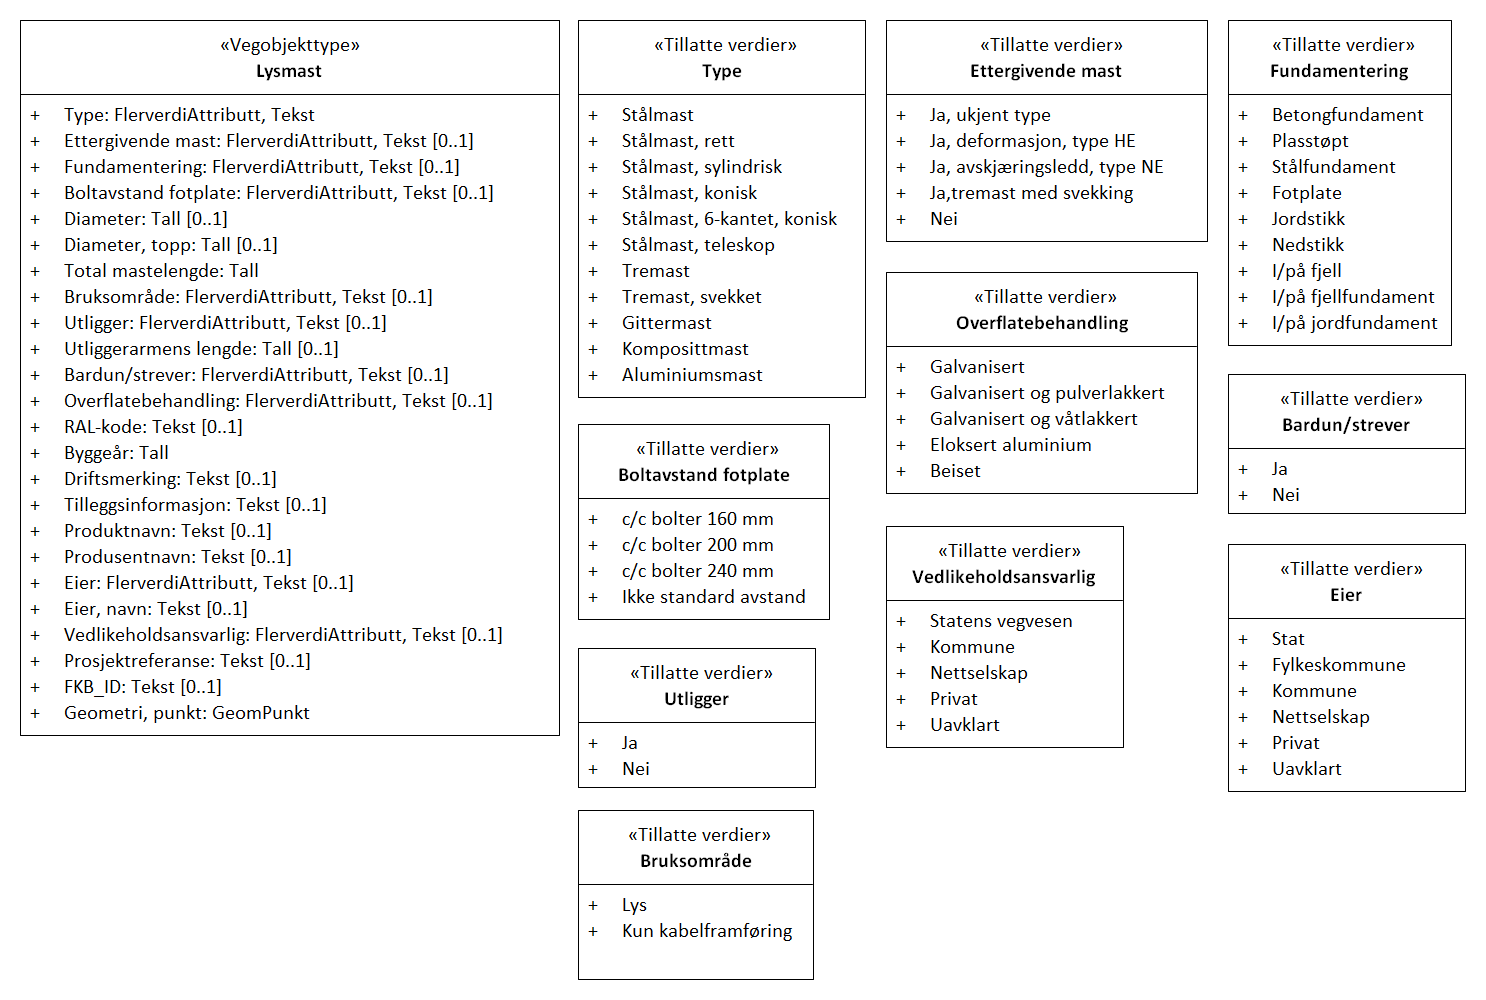 «Vegobjekttype»
Lysmast
+ Type: FlerverdiAttributt, Tekst
+ Ettergivende mast: FlerverdiAttributt, Tekst [0..1]
+ Fundamentering: FlerverdiAttributt, Tekst [0..1]
+ Boltavstand fotplate: FlerverdiAttributt, Tekst [0..1]
+ Diameter: Tall [0..1]
+ Diameter, topp: Tall [0..1]
+ Total mastelengde: Tall
+ Bruksområde: FlerverdiAttributt, Tekst [0..1]
+ Utligger: FlerverdiAttributt, Tekst [0..1]
+ Utliggerarmens lengde: Tall [0..1]
+ Bardun/strever: FlerverdiAttributt, Tekst [0..1]
+ Overflatebehandling: FlerverdiAttributt, Tekst [0..1]
+ RAL-kode: Tekst [0..1]
+ Byggeår: Tall
+ Driftsmerking: Tekst [0..1]
+ Tilleggsinformasjon: Tekst [0..1]
+ Produktnavn: Tekst [0..1]
+ Produsentnavn: Tekst [0..1]
+ Eier: FlerverdiAttributt, Tekst [0..1]
+ Eier, navn: Tekst [0..1]
+ Vedlikeholdsansvarlig: FlerverdiAttributt, Tekst [0..1]
+ Prosjektreferanse: Tekst [0..1]
+ FKB_ID: Tekst [0..1]
+ Geometri, punkt: GeomPunkt
«Tillatte verdier»
Type
+ Stålmast
+ Stålmast, rett
+ Stålmast, sylindrisk
+ Stålmast, konisk
+ Stålmast, 6-kantet, konisk
+ Stålmast, teleskop
+ Tremast
+ Tremast, svekket
+ Gittermast
+ Komposittmast
+ Aluminiumsmast
«Tillatte verdier»
Boltavstand fotplate
+ c/c bolter 160 mm
+ c/c bolter 200 mm
+ c/c bolter 240 mm
+ Ikke standard avstand
«Tillatte verdier»
Utligger
+ Ja
+ Nei
«Tillatte verdier»
Bruksområde
+ Lys
+ Kun kabelframføring
«Tillatte verdier»
Ettergivende mast
+ Ja, ukjent type
+ Ja, deformasjon, type HE
+ Ja, avskjæringsledd, type NE
+ Ja,tremast med svekking
+ Nei
«Tillatte verdier»
Overflatebehandling
+ Galvanisert
+ Galvanisert og pulverlakkert
+ Galvanisert og våtlakkert
+ Eloksert aluminium
+ Beiset
«Tillatte verdier»
Vedlikeholdsansvarlig
+ Statens vegvesen
+ Kommune
+ Nettselskap
+ Privat
+ Uavklart
«Tillatte verdier»
Fundamentering
+ Betongfundament
+ Plasstøpt
+ Stålfundament
+ Fotplate
+ Jordstikk
+ Nedstikk
+ I/på fjell
+ I/på fjellfundament
+ I/på jordfundament
«Tillatte verdier»
Bardun/strever
+ Ja
+ Nei
«Tillatte verdier»
Eier
+ Stat
+ Fylkeskommune
+ Kommune
+ Nettselskap
+ Privat
+ Uavklart